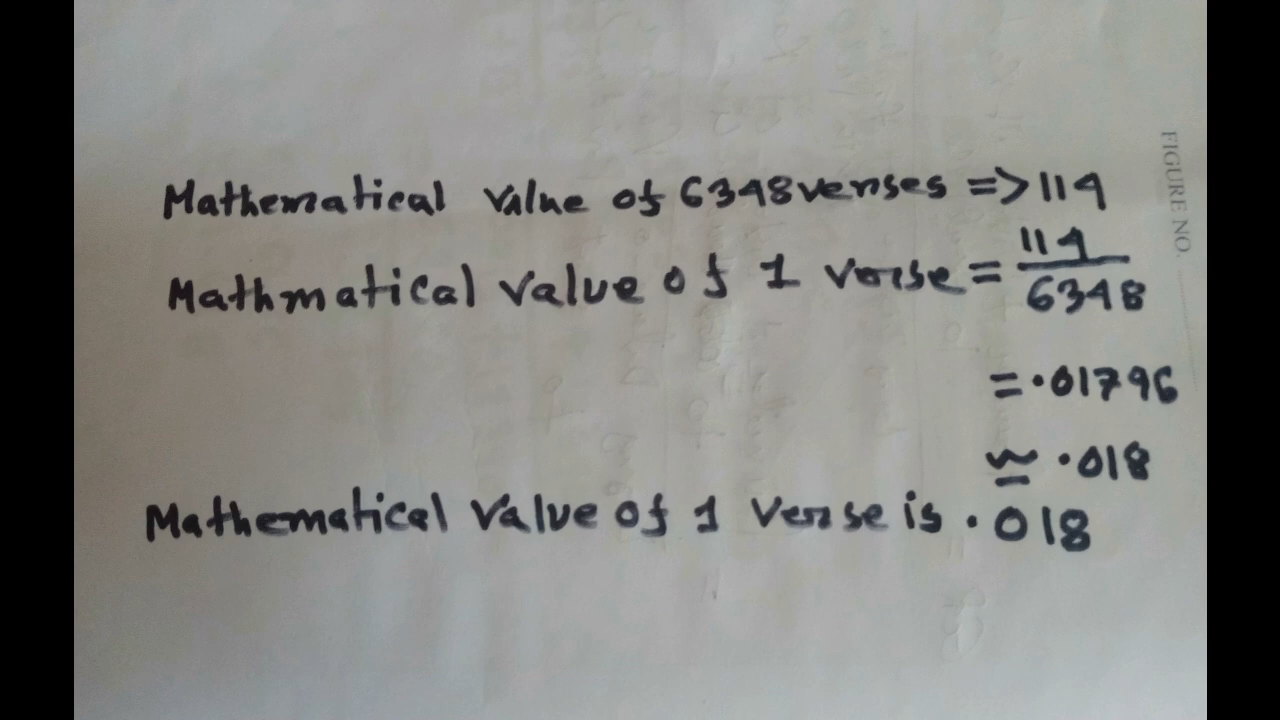 Mathematical value of 6348 verses => 114
Mathmatical value of 1 verse = 114/6348
= .01796
≃ .018
Mathematical value of 1 verse is .018
FIGURE NO.